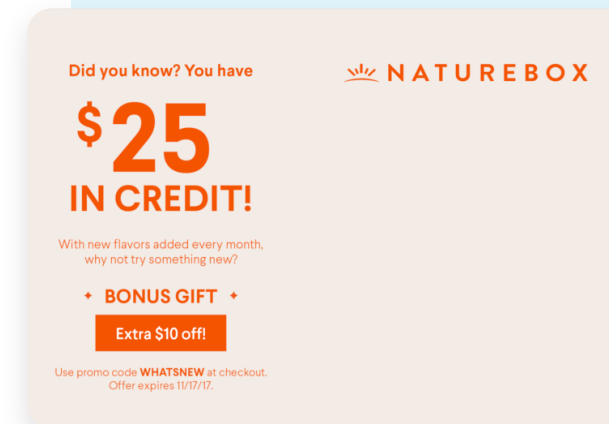 Did you know? You have
NATUREBOX
$25
IN CREDIT!
With new flavors added every month,
why not try something new?
BONUS GIFT
Extra $10 off!
Use promo code WHATSNEW at checkout.
Offer expires 11/17/17.